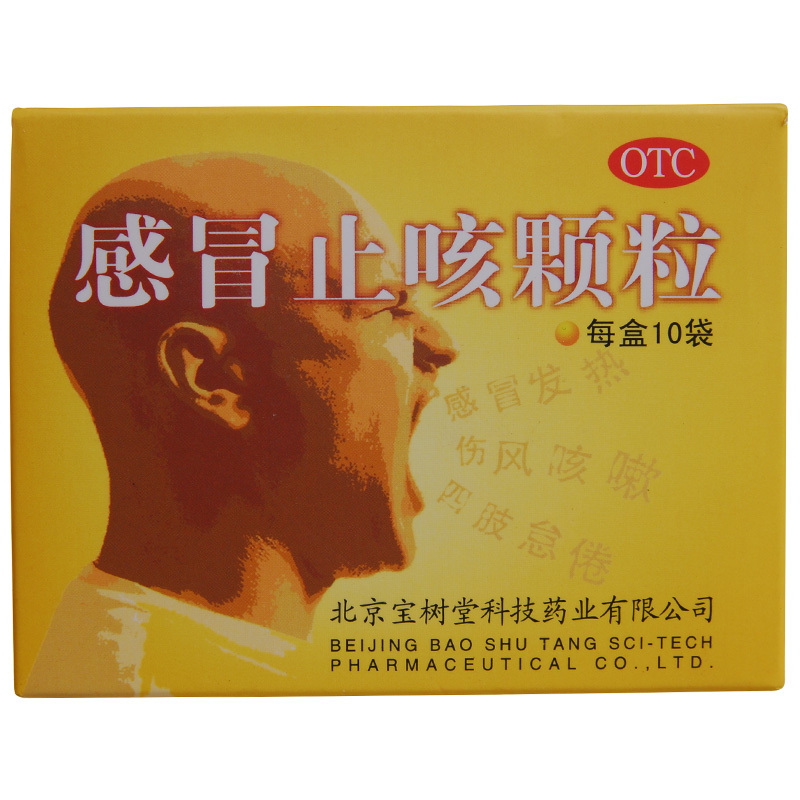 OTC
感冒止咳颗粒
每盒10袋
感冒发热
伤风咳嗽
四肢怠倦
北京宝树堂科技药业有限公司
BEIJING BAO SHU TANG SCI-TECH
PHARMACEUTICAL CO.,LTD.